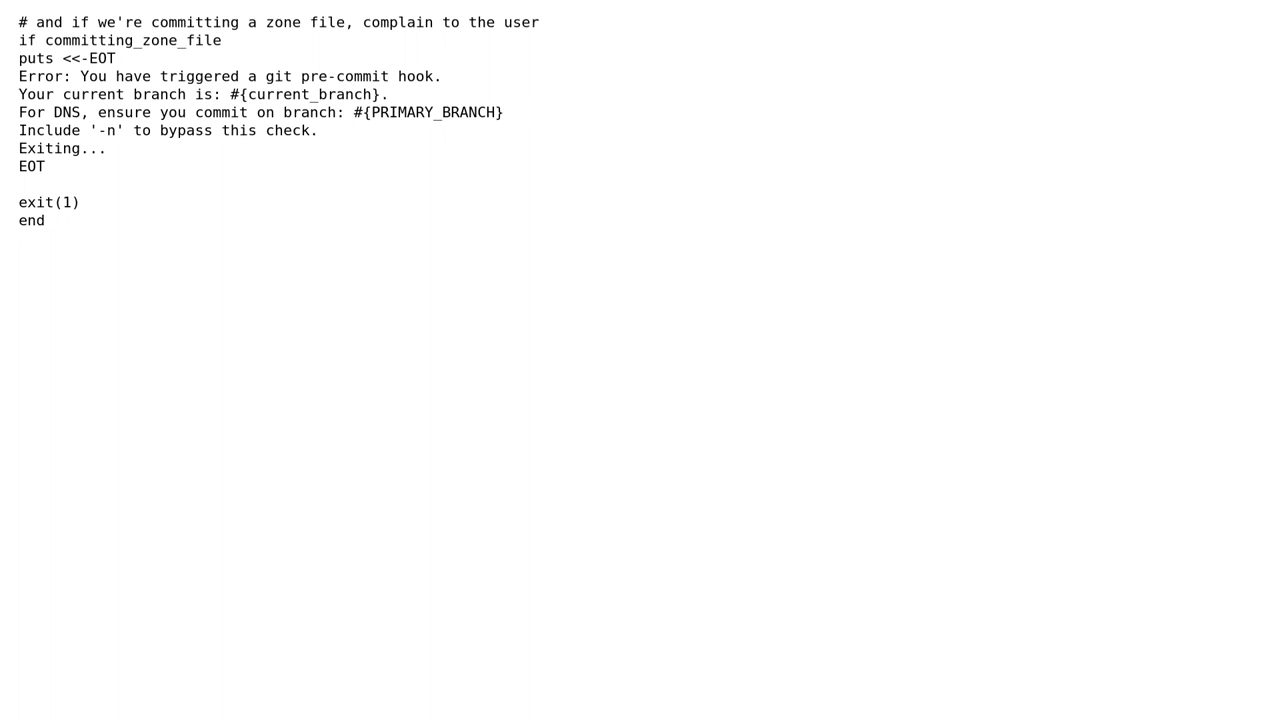 # and if we're committing a zone file, complain to the user
if committing_zone_file
puts <<-EOT
Error: You have triggered a git pre-commit hook.
Your current branch is: #{current_branch}.
For DNS, ensure you commit on branch: #{PRIMARY_BRANCH}
Include '-n' to bypass this check.
Exiting...
EOT

exit(1)
end